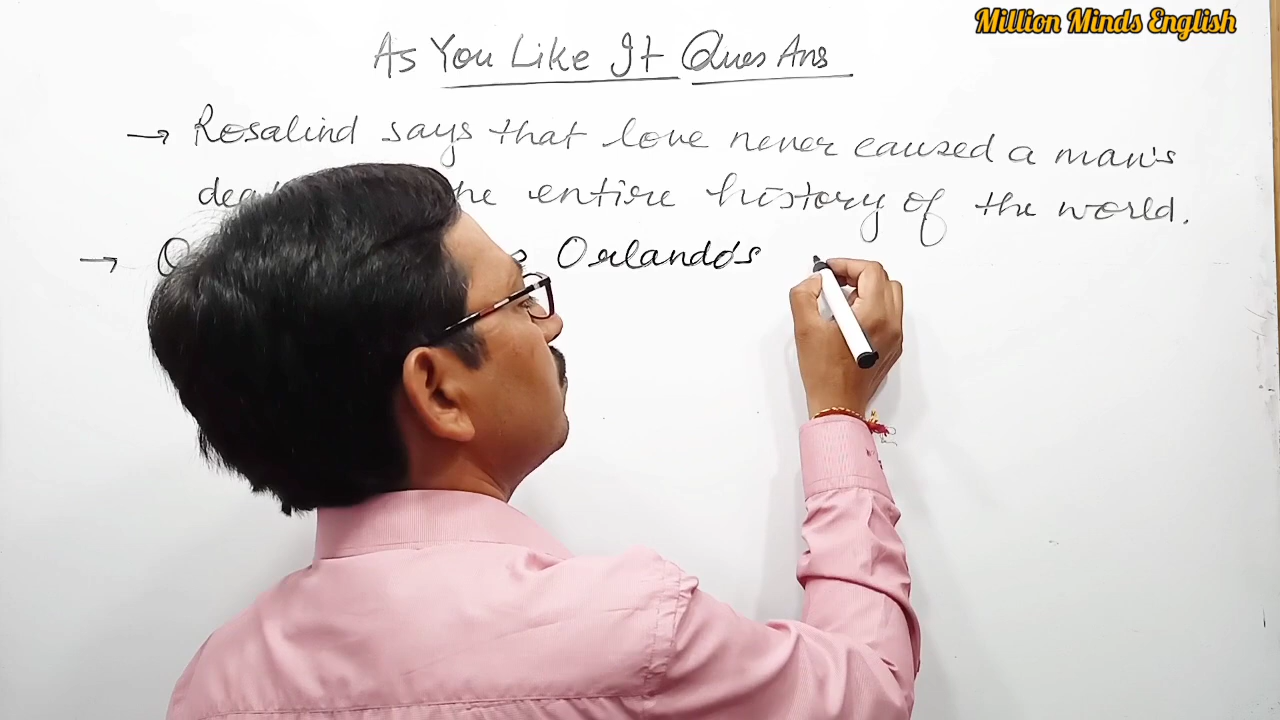 Million Minds English
As You Like It Ques Ans
→ Rosalind says that love never caused a man's
entire history of the world.
→ Orlando's